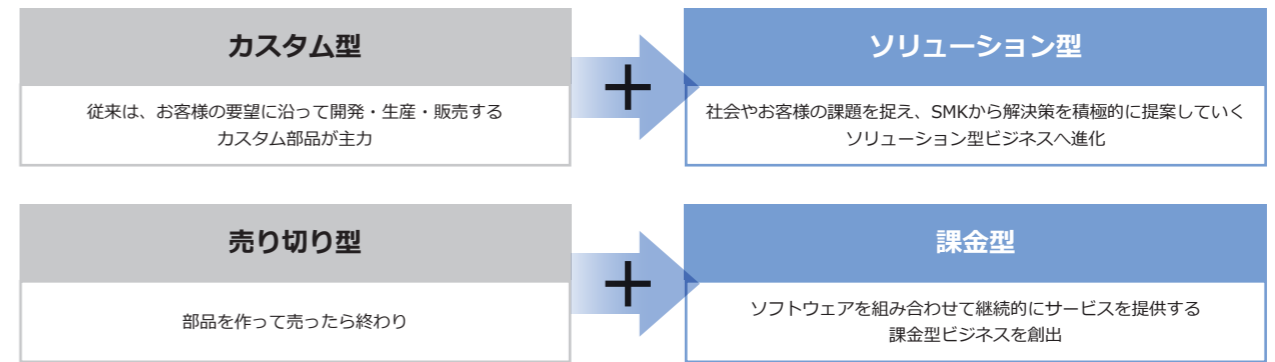 カスタム型
従来は、お客様の要望に沿って開発・生産・販売する
カスタム部品が主力
+
ソリューション型
社会やお客様の課題を捉え、SMKから解決策を積極的に提案していく
ソリューション型ビジネスへ進化
売り切り型
部品を作って売ったら終わり
+
課金型
ソフトウェアを組み合わせて継続的にサービスを提供する
課金型ビジネスを創出